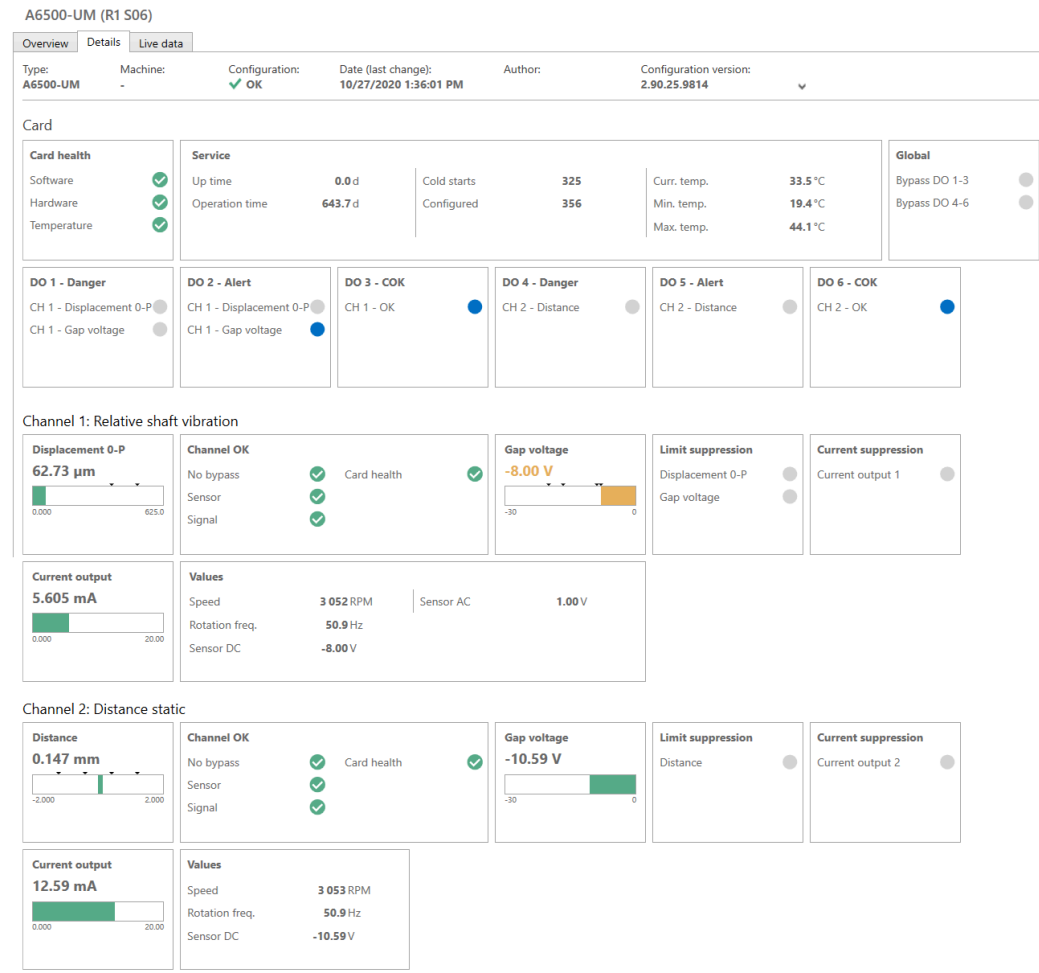 A6500-UM (R1 S06)
Overview Details Live data
Type: Machine: Configuration: Date (last change): Author: Configuration version:
A6500-UM - OK 10/27/2020 1:36:01 PM 2.90.25.9814
Card
Card health Service Global
Software Up time 0.0 d Cold starts 325 Curr. temp. 33.5 °C Bypass DO 1-3
Hardware Operation time 643.7 d Configured 356 Min. temp. 19.4 °C Bypass DO 4-6
Temperature Max. temp. 44.1 °C
DO 1 - Danger DO 2 - Alert DO 3 - COK DO 4 - Danger DO 5 - Alert DO 6 - COK
CH 1 - Displacement 0-P CH 1 - Displacement 0-P CH 1 - OK CH 2 - Distance CH 2 - Distance CH 2 - OK
CH 1 - Gap voltage CH 1 - Gap voltage
Channel 1: Relative shaft vibration
Displacement 0-P Channel OK Gap voltage Limit suppression Current suppression
62.73 µm No bypass Card health -8.00 V Displacement 0-P Current output 1
Sensor Gap voltage
0.000 625.0 Signal -30 0
Current output Values
5.605 mA Speed 3 052 RPM Sensor AC 1.00 V
Rotation freq. 50.9 Hz
0.000 20.00 Sensor DC -8.00 V
Channel 2: Distance static
Distance Channel OK Gap voltage Limit suppression Current suppression
0.147 mm No bypass Card health -10.59 V Distance Current output 2
Sensor
-2.000 2.000 Signal -30 0
Current output Values
12.59 mA Speed 3 053 RPM
Rotation freq. 50.9 Hz
0.000 20.00 Sensor DC -10.59 V